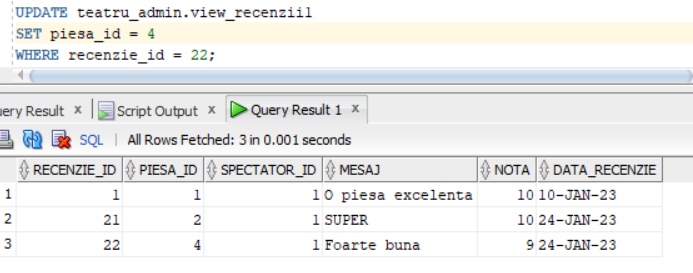 UPDATE teatru_admin.view_recenzii1
SET piesa_id = 4
WHERE recenzie_id = 22;
Query Result × Script Output × Query Result 1 ×
SQL | All Rows Fetched: 3 in 0.001 seconds
RECENZIE_ID PIESA_ID SPECTATOR_ID MESAJ NOTA DATA_RECENZIE
1 1 1 1 O piesa excelenta 10 10-JAN-23
2 21 2 1 SUPER 10 24-JAN-23
3 22 4 1 Foarte buna 9 24-JAN-23